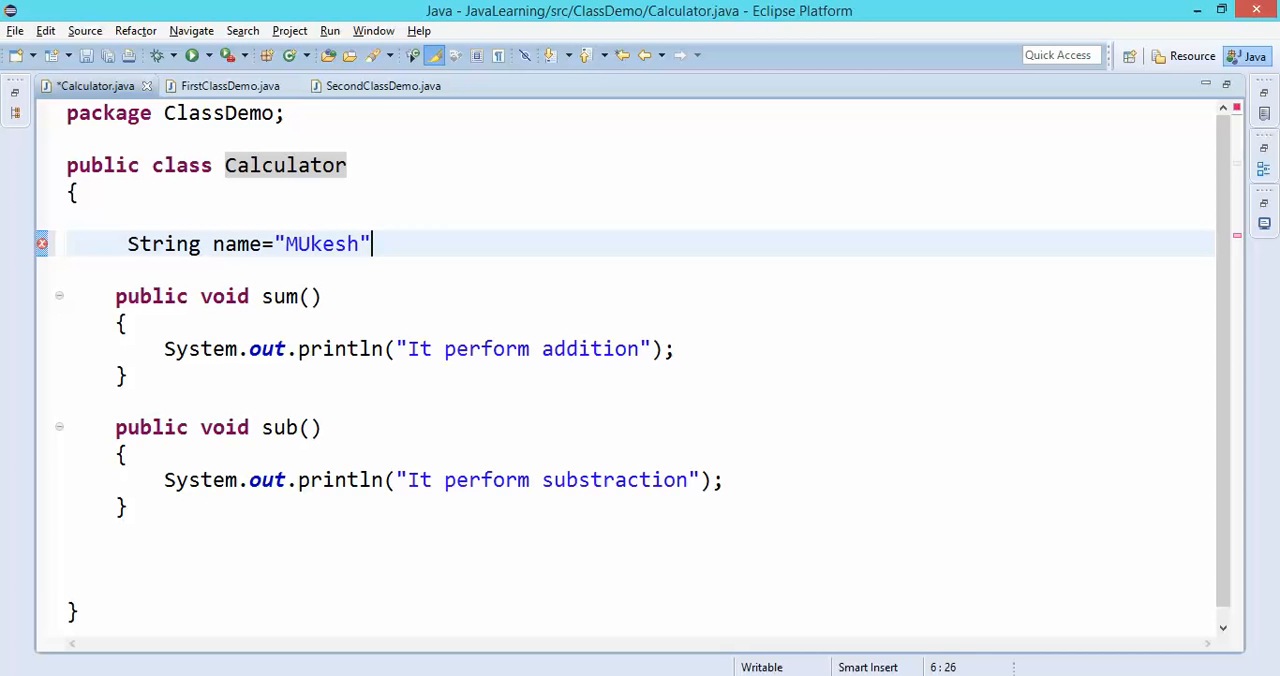 Java - JavaLearning/src/ClassDemo/Calculator.java - Eclipse Platform
File Edit Source Refactor Navigate Search Project Run Window Help
Quick Access Resource Java
*Calculator.java FirstClassDemo.java SecondClassDemo.java
package ClassDemo;
public class Calculator
{
String name="MUkesh"
public void sum()
{
System.out.println("It perform addition");
}
public void sub()
{
System.out.println("It perform substraction");
}
}
Writable Smart Insert 6 : 26